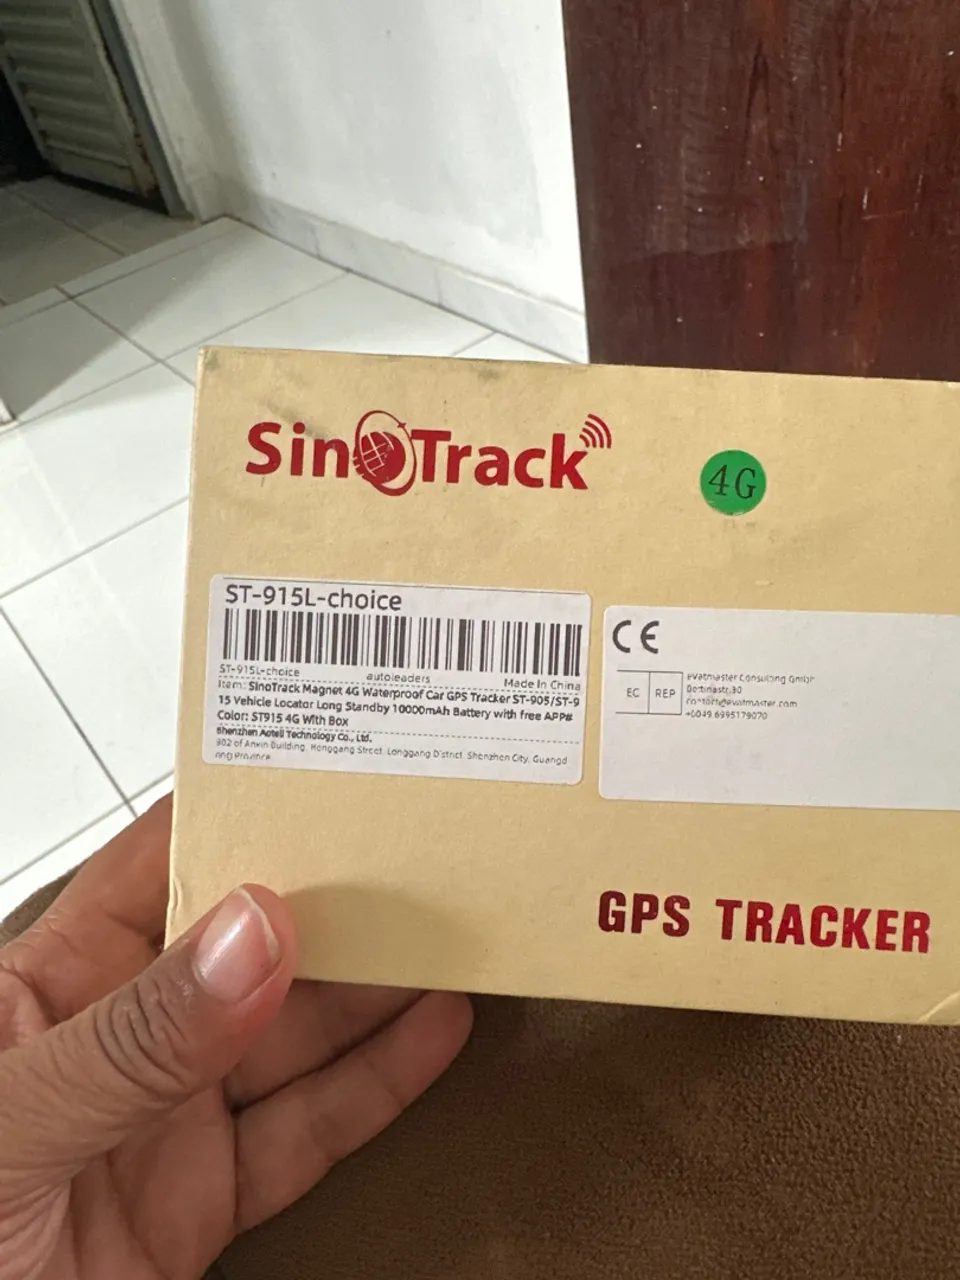 SinoTrack
4G
ST-915L-choice
ST-915L-choice
autoleaders
Made In China
Item: SinoTrack Magnet 4G Waterproof Car GPS Tracker ST-905/ST-9
15 Vehicle Locator Long Standby 10000mAh Battery with free APP#
Color: ST915 4G With Box
Shenzhen Aotell Technology Co., Ltd.
902 of Anxin Building, Henggang Street, Longgang District, Shenzhen City, Guangd
ong Province
CE
EC REP
eVatmaster Consulting GmbH
30
contact@evatmaster.com
+0049 6995179070
GPS TRACKER